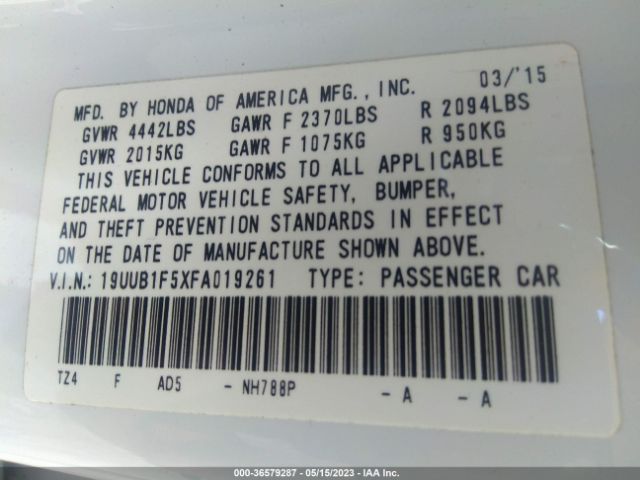 MFD. BY HONDA OF AMERICA MFG., INC. 03/'15
GVWR 4442LBS GAWR F 2370LBS R 2094LBS
GVWR 2015KG GAWR F 1075KG R 950KG
THIS VEHICLE CONFORMS TO ALL APPLICABLE
FEDERAL MOTOR VEHICLE SAFETY, BUMPER,
AND THEFT PREVENTION STANDARDS IN EFFECT
ON THE DATE OF MANUFACTURE SHOWN ABOVE.
V.I.N.: 19UUB1F5XFA019261 TYPE: PASSENGER CAR
TZ4 F AD5 - NH788P - A - A
000-36579287 - 05/15/2023 - IAA Inc.